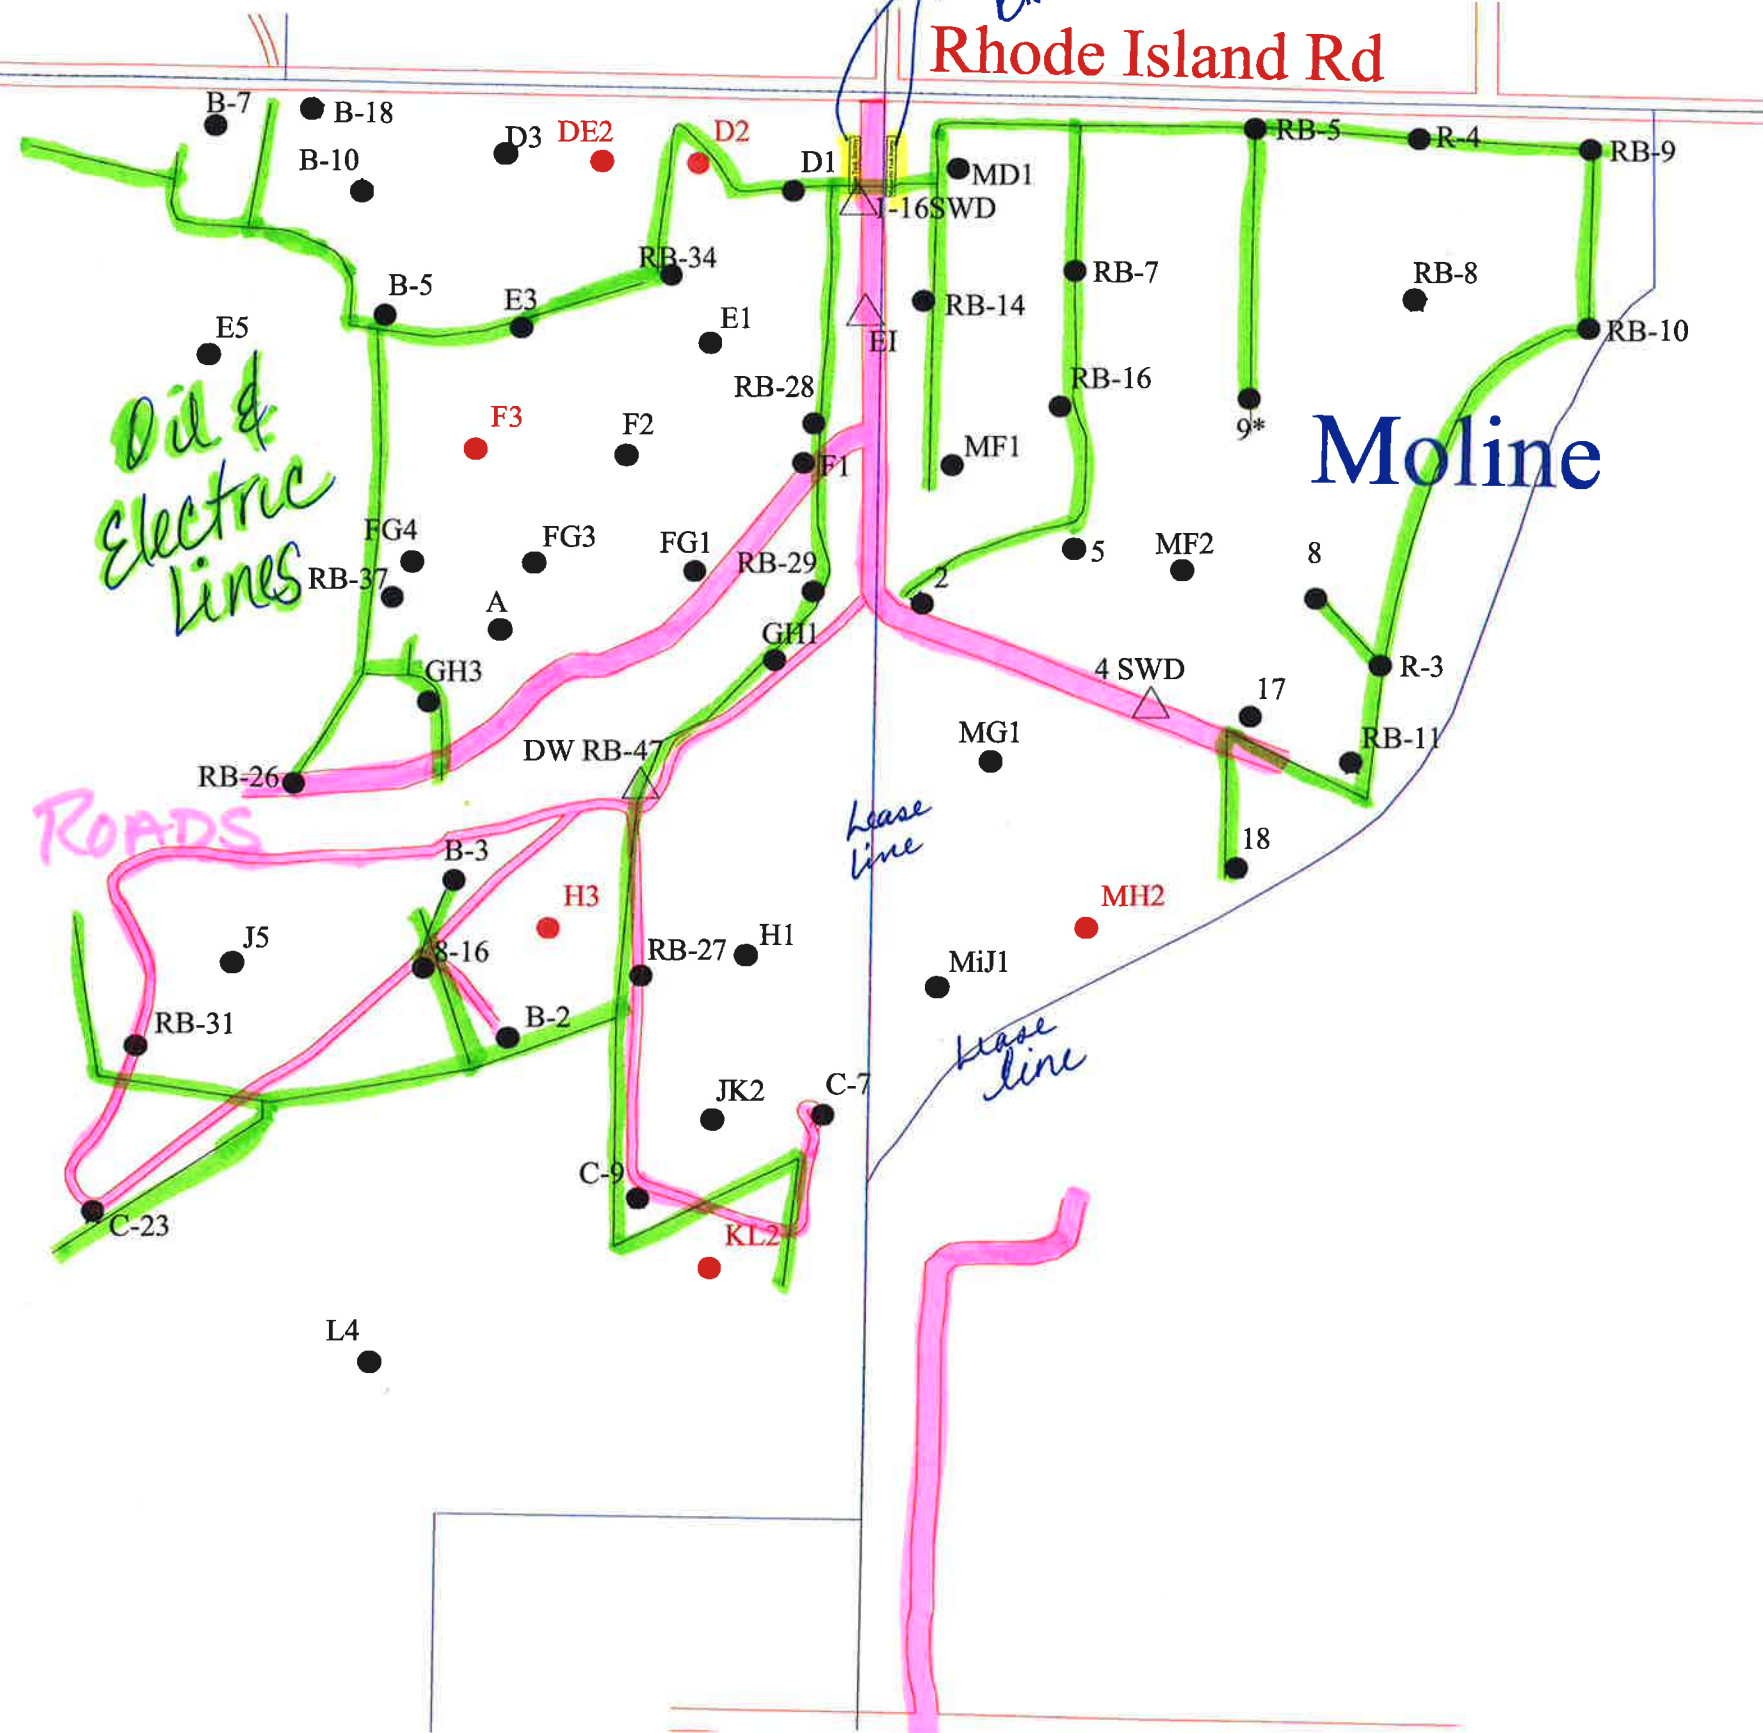 Rhode Island Rd
B-7
B-18
D3
DE2
D2
D1
B-10
MD1
RB-5
R-4
RB-9
1-16SWD
RB-34
RB-7
RB-8
B-5
E3
E1
RB-14
E5
EI
RB-10
RB-28
RB-16
Oil &
Electric
Lines
F3
F2
F1
MF1
9*
Moline
FG4
FG3
FG1
RB-29
5
MF2
8
RB-37
A
2
GH1
GH3
4 SWD
R-3
17
DW RB-47
MG1
RB-11
RB-26
ROADS
Lease
line
B-3
18
H3
MH2
J5
8-16
RB-27
H1
MiJ1
RB-31
B-2
Lease
line
JK2
C-7
C-9
C-23
KL2
L4